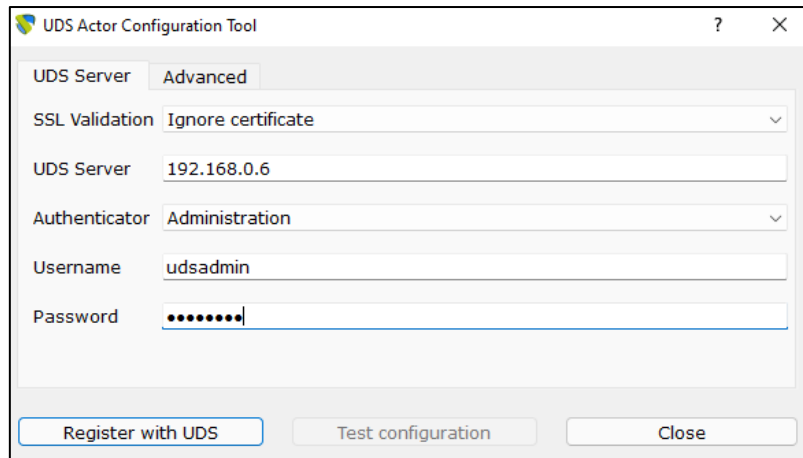 UDS Actor Configuration Tool ?
UDS Server Advanced
SSL Validation Ignore certificate
UDS Server 192.168.0.6
Authenticator Administration
Username udsadmin
Password ••••••••
Register with UDS Test configuration Close